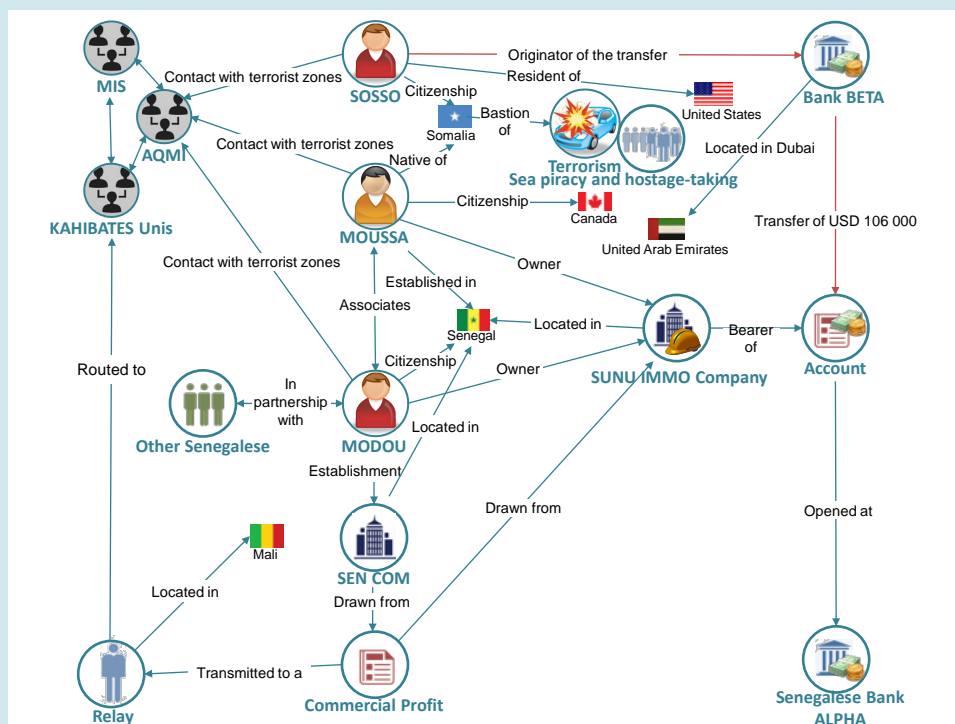 MIS
Contact with terrorist zones
SOSSO
Originator of the transfer
Resident of
Citizenship
Bank BETA
United States
Somalia
Bastion
of
AQMI
Contact with terrorist zones
Native of
Terrorism
Sea piracy and hostage-taking
Located in Dubai
KAHIBATES Unis
MOUSSA
Citizenship
Canada
United Arab Emirates
Transfer of USD 106 000
Contact with terrorist zones
Owner
Established in
Associates
Senegal
Located in
Bearer
of
Routed to
Citizenship
Owner
SUNU IMMO Company
Account
In
partnership
with
Other Senegalese
MODOU
Located in
Establishment
Drawn from
Opened at
Mali
SEN COM
Located in
Drawn from
Transmitted to a
Relay
Commercial Profit
Senegalese Bank
ALPHA